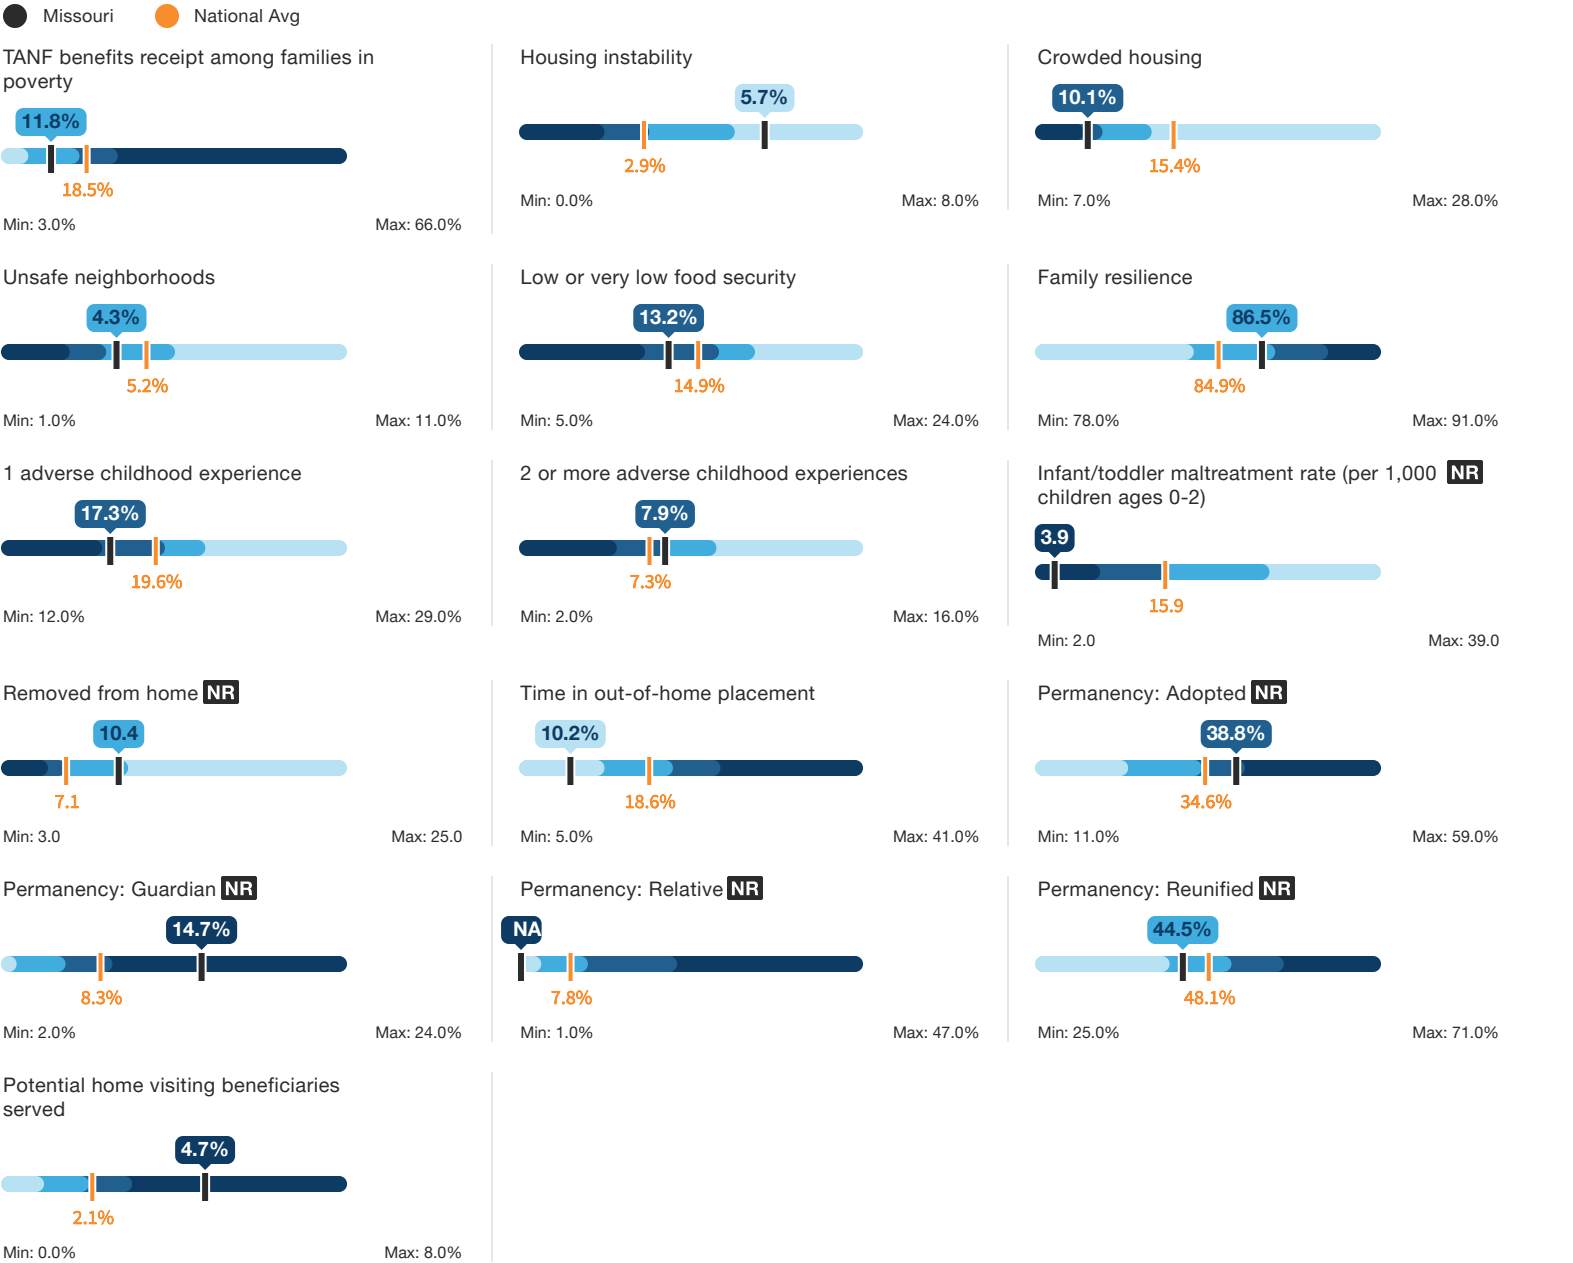 Missouri National Avg
TANF benefits receipt among families in
poverty
11.8%
18.5%
Min: 3.0% Max: 66.0%
Housing instability
5.7%
2.9%
Min: 0.0% Max: 8.0%
Crowded housing
10.1%
15.4%
Min: 7.0% Max: 28.0%
Unsafe neighborhoods
4.3%
5.2%
Min: 1.0% Max: 11.0%
Low or very low food security
13.2%
14.9%
Min: 5.0% Max: 24.0%
Family resilience
86.5%
84.9%
Min: 78.0% Max: 91.0%
1 adverse childhood experience
17.3%
19.6%
Min: 12.0% Max: 29.0%
2 or more adverse childhood experiences
7.9%
7.3%
Min: 2.0% Max: 16.0%
Infant/toddler maltreatment rate (per 1,000 NR
children ages 0-2)
3.9
15.9
Min: 2.0 Max: 39.0
Removed from home NR
10.4
7.1
Min: 3.0 Max: 25.0
Time in out-of-home placement
10.2%
18.6%
Min: 5.0% Max: 41.0%
Permanency: Adopted NR
38.8%
34.6%
Min: 11.0% Max: 59.0%
Permanency: Guardian NR
14.7%
8.3%
Min: 2.0% Max: 24.0%
Permanency: Relative NR
NA
7.8%
Min: 1.0% Max: 47.0%
Permanency: Reunified NR
44.5%
48.1%
Min: 25.0% Max: 71.0%
Potential home visiting beneficiaries
served
4.7%
2.1%
Min: 0.0% Max: 8.0%